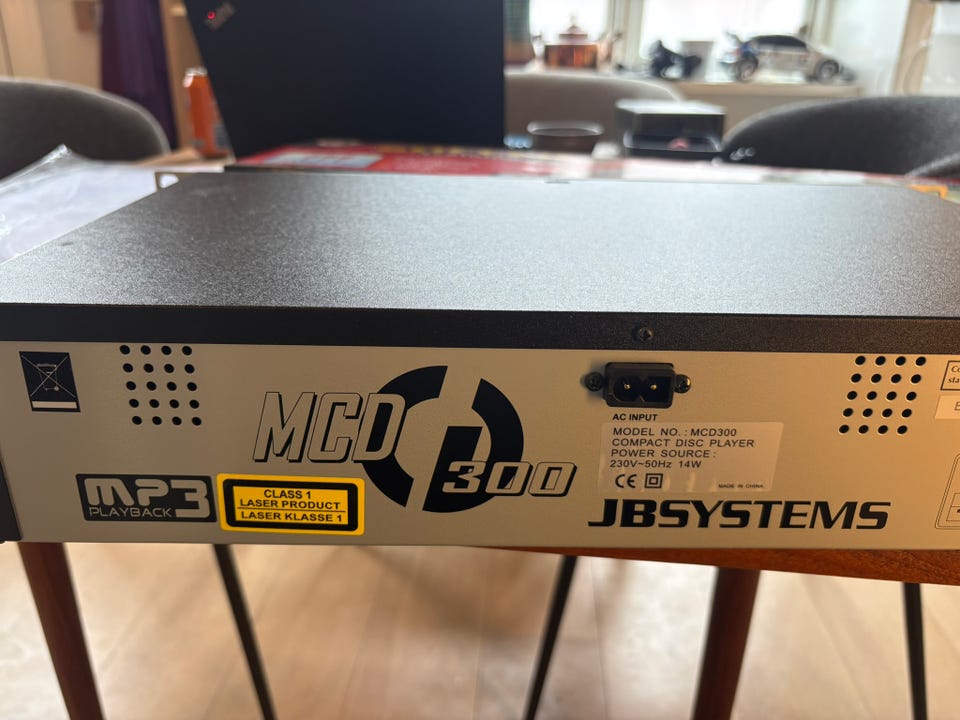 MCD
300
MP3
PLAYBACK
CLASS 1
LASER PRODUCT
LASER KLASSE 1
AC INPUT
MODEL NO. : MCD300
COMPACT DISC PLAYER
POWER SOURCE :
230V~50Hz 14W
CE
MADE IN CHINA
JBSYSTEMS